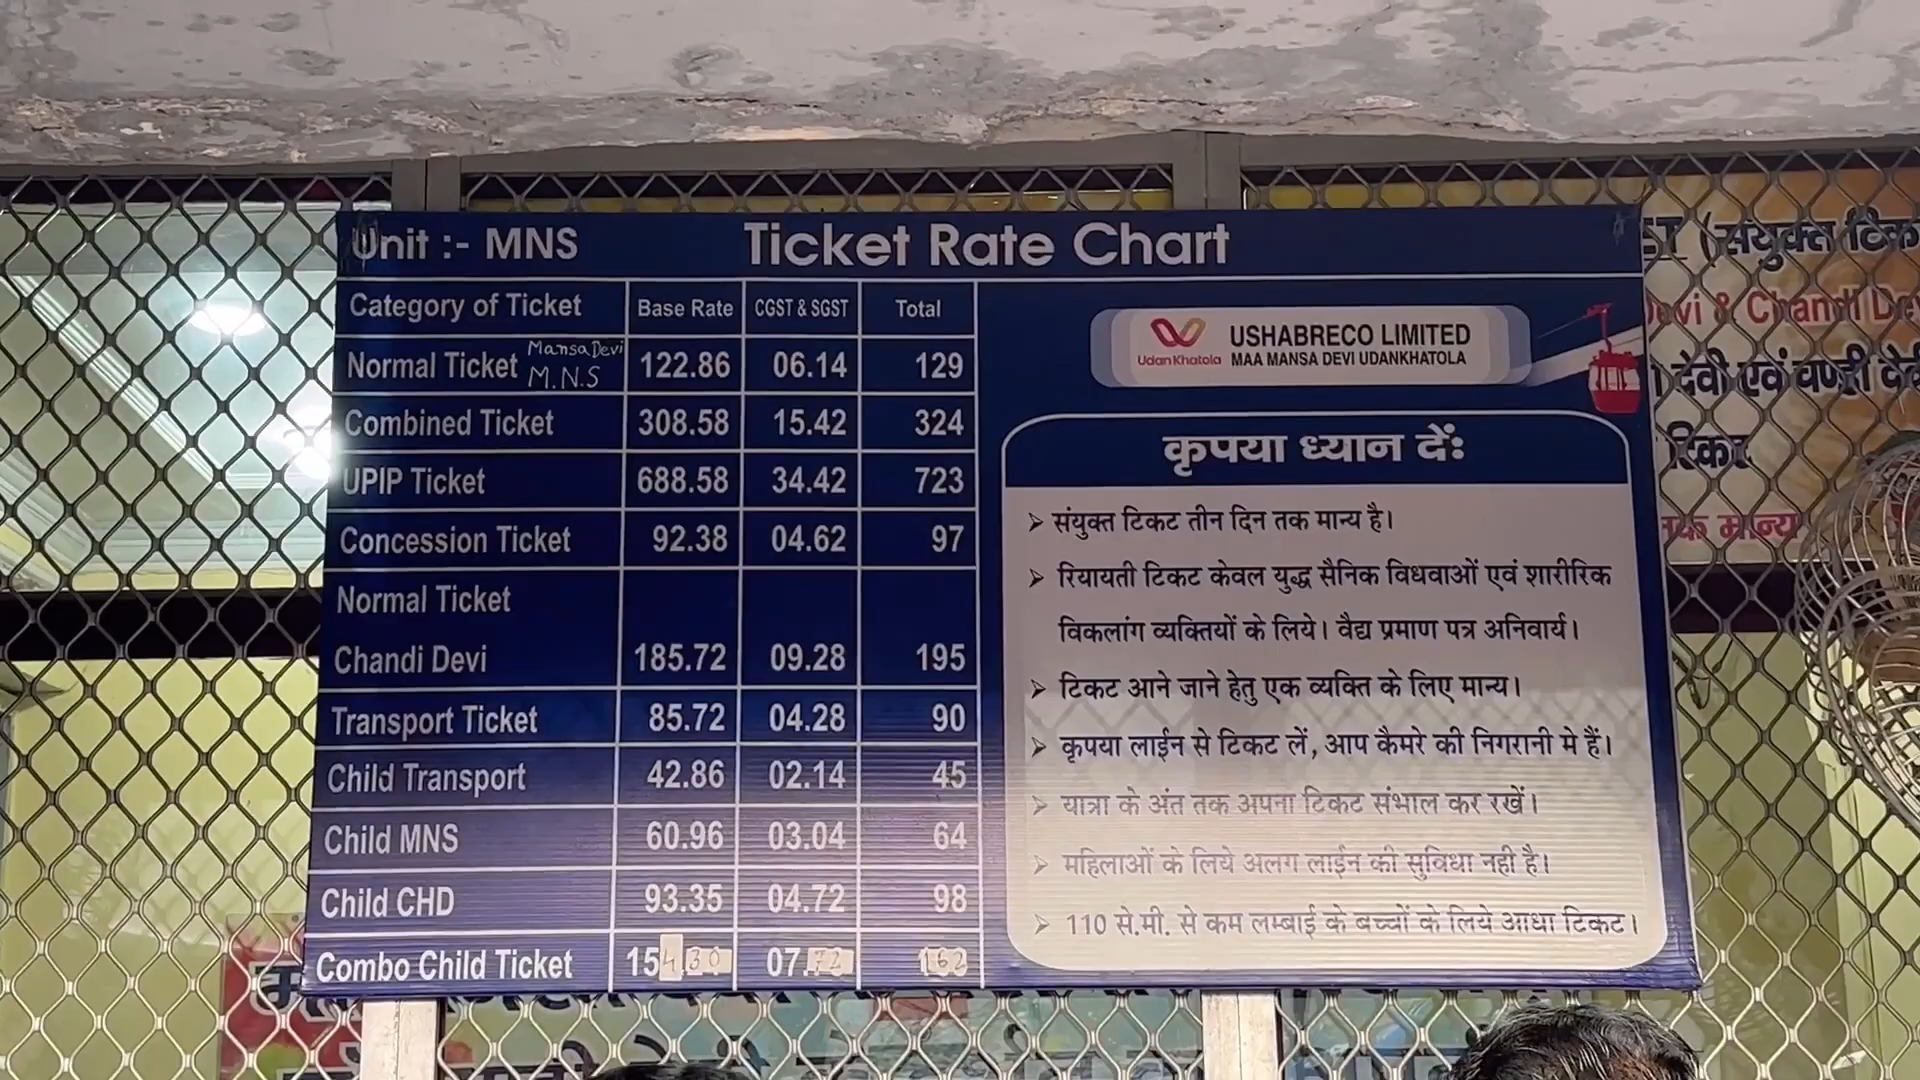 Unit :- MNS Ticket Rate Chart
Category of Ticket Base Rate CGST & SGST Total
Normal Ticket Mansa Devi M.N.S 122.86 06.14 129
Combined Ticket 308.58 15.42 324
UPIP Ticket 688.58 34.42 723
Concession Ticket 92.38 04.62 97
Normal Ticket
Chandi Devi 185.72 09.28 195
Transport Ticket 85.72 04.28 90
Child Transport 42.86 02.14 45
Child MNS 60.96 03.04 64
Child CHD 93.35 04.72 98
Combo Child Ticket 154.30 07.72 162
Udan Khatola
USHABRECO LIMITED
MAA MANSA DEVI UDANKHATOLA
कृपया ध्यान देंः
संयुक्त टिकट तीन दिन तक मान्य है।
रियायती टिकट केवल युद्ध सैनिक विधवाओं एवं शारीरिक
विकलांग व्यक्तियों के लिये। वैद्य प्रमाण पत्र अनिवार्य।
टिकट आने जाने हेतु एक व्यक्ति के लिए मान्य।
कृपया लाईन से टिकट लें, आप कैमरे की निगरानी मे हैं।
यात्रा के अंत तक अपना टिकट संभाल कर रखें।
महिलाओं के लिये अलग लाईन की सुविधा नही है।
110 से.मी. से कम लम्बाई के बच्चों के लिये आधा टिकट।
(संयुक्त
Devi & Chandi
देवी एवं चण्डी
टिकट
तक मान्य